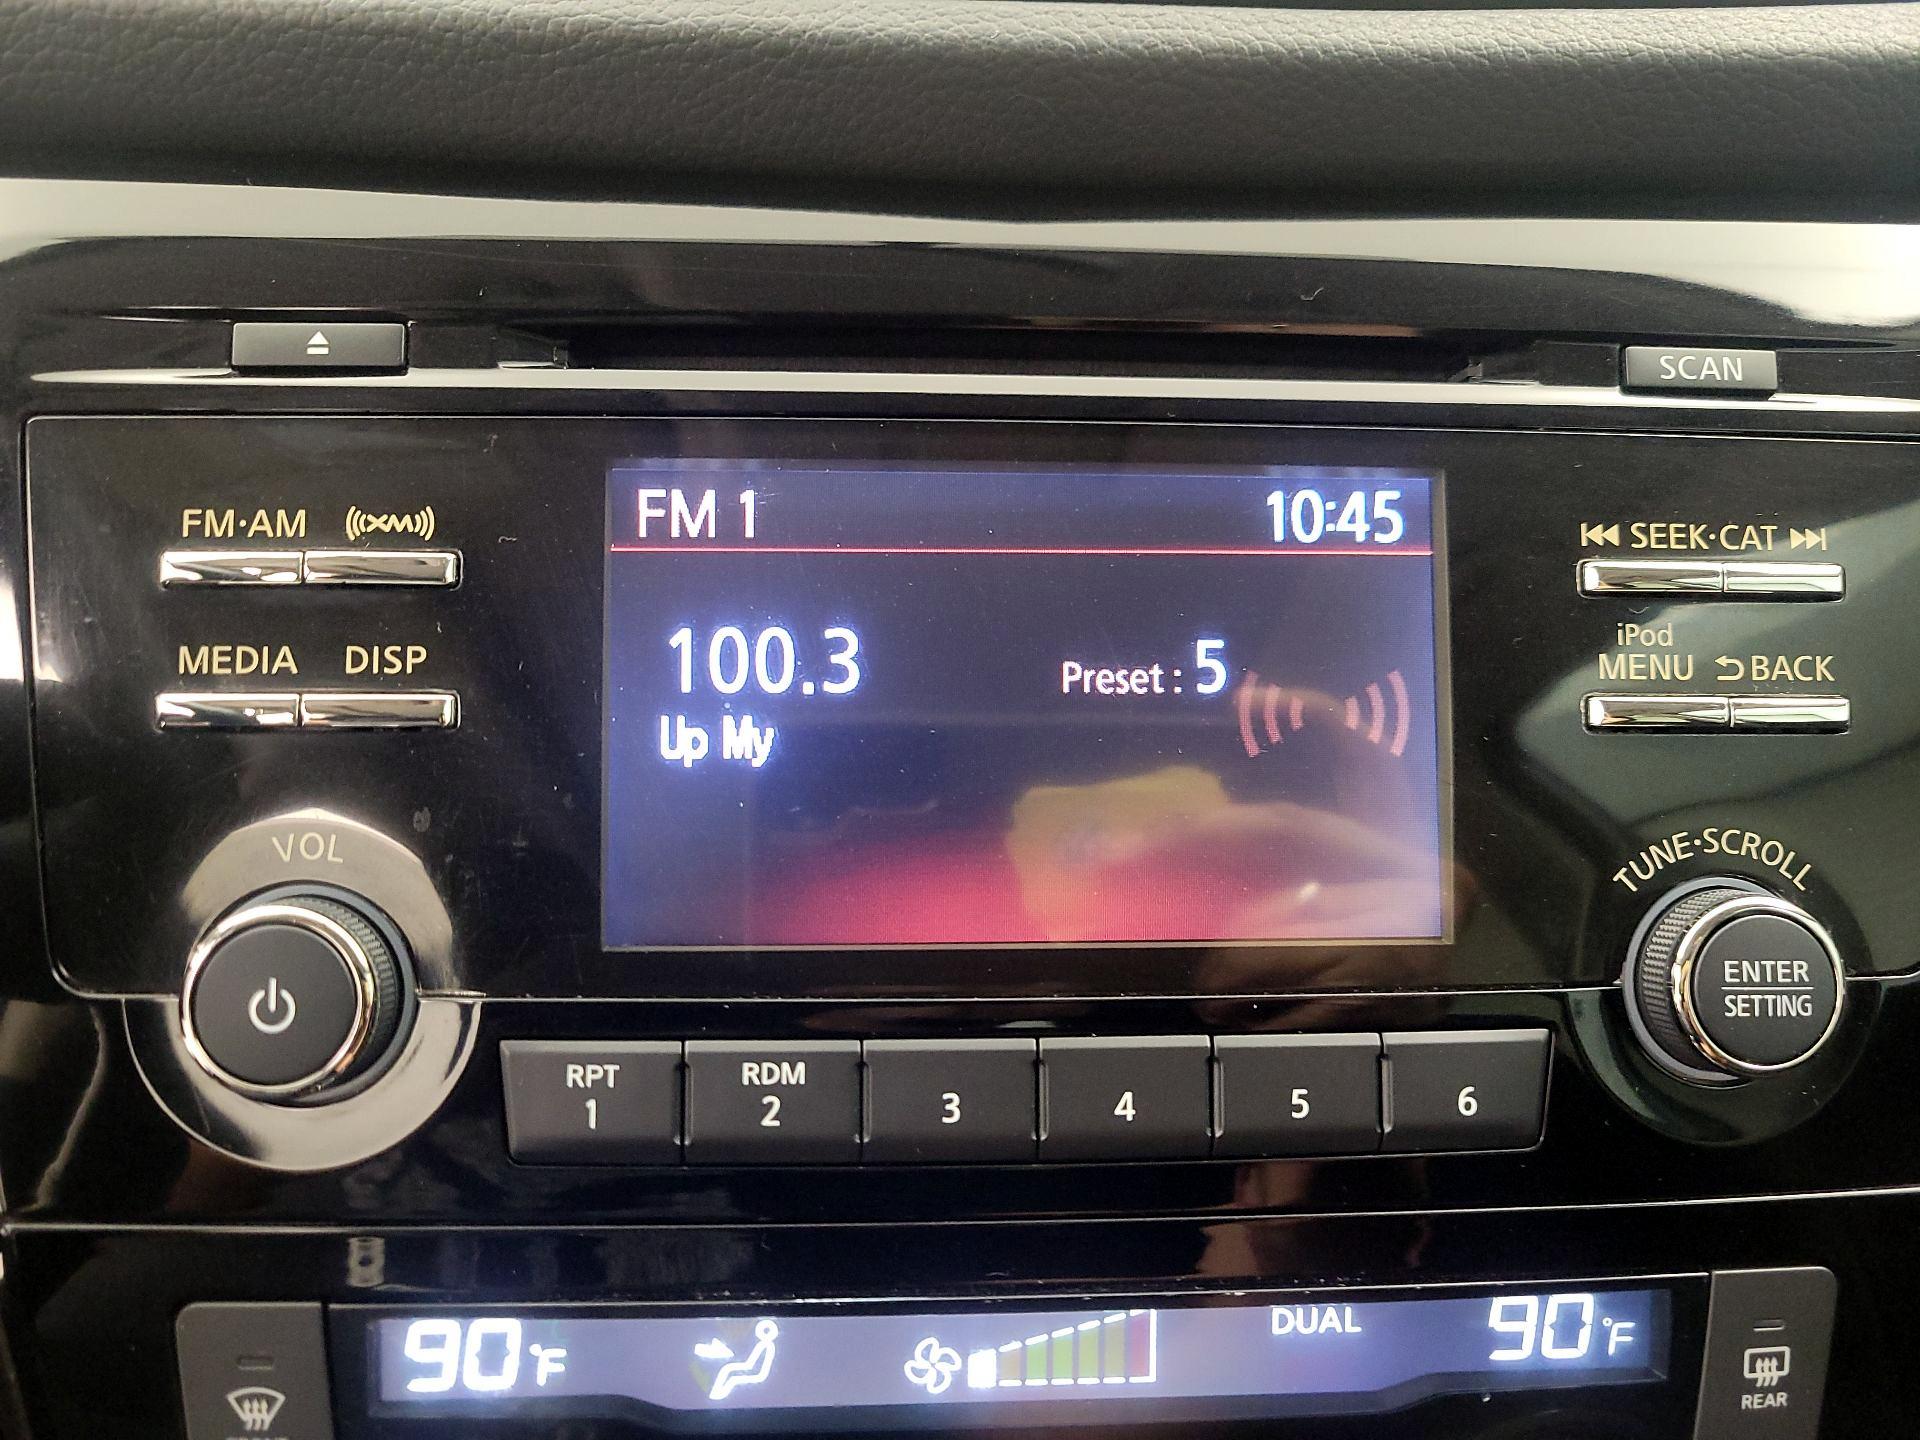 SCAN
FM·AM
XM
FM 1
10:45
SEEK·CAT
100.3
Preset : 5
Up My
MEDIA
DISP
iPod
MENU
BACK
VOL
TUNE·SCROLL
ENTER
SETTING
RPT
1
RDM
2
3
4
5
6
90°F
DUAL
90°F
REAR